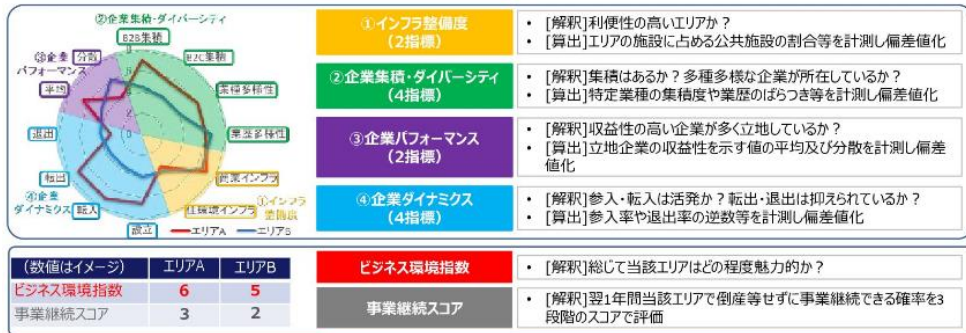 ②企業集積・ダイバーシティ
B2B集積
③企業
パフォーマンス
分散
B2C集積
平均
業種多様性
退出
業歴多様性
転出
商業インフラ
④企業
ダイナミクス
転入
住環境インフラ
①インフラ
整備度
設立
エリアA
エリアB
①インフラ整備度
(2指標)
• [解釈]利便性の高いエリアか?
• [算出]エリアの施設に占める公共施設の割合等を計測し偏差値化
②企業集積・ダイバーシティ
(4指標)
• [解釈]集積はあるか?多種多様な企業が所在しているか?
• [算出]特定業種の集積度や業歴のばらつき等を計測し偏差値化
③企業パフォーマンス
(2指標)
• [解釈]収益性の高い企業が多く立地しているか?
• [算出]立地企業の収益性を示す値の平均及び分散を計測し偏差
値化
④企業ダイナミクス
(4指標)
• [解釈]参入・転入は活発か?転出・退出は抑えられているか?
• [算出]参入率や退出率の逆数等を計測し偏差値化
(数値はイメージ) エリアA エリアB
ビジネス環境指数 6 5
事業継続スコア 3 2
ビジネス環境指数
• [解釈]総じて当該エリアはどの程度魅力的か?
事業継続スコア
• [解釈]翌1年間当該エリアで倒産等せずに事業継続できる確率を3
段階のスコアで評価